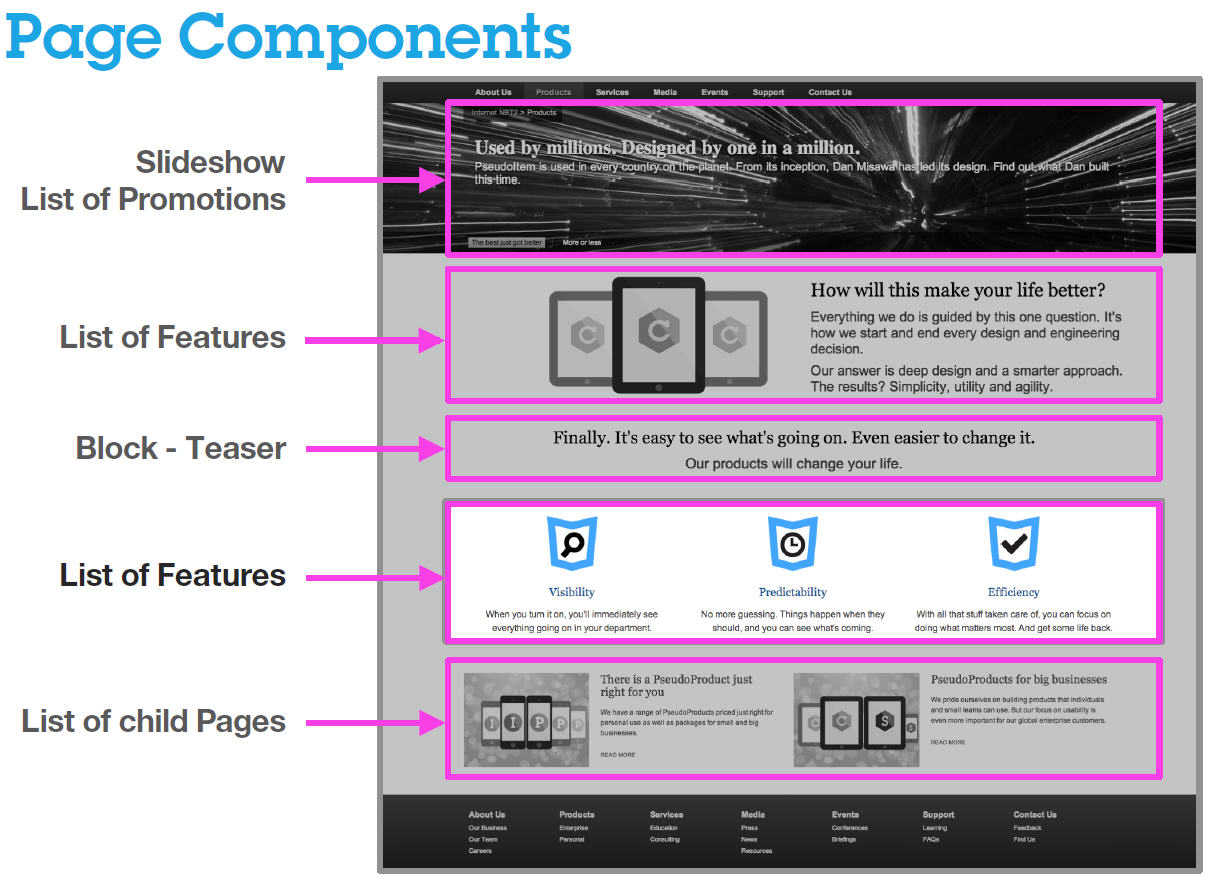 Page Components
Slideshow
List of Promotions
List of Features
Block - Teaser
List of Features
List of child Pages
About Us Products Services Media Events Support Contact Us
Internet NBT2 > Products
Used by millions. Designed by one in a million.
PseudoItem is used in every country on the planet. From its inception, Dan Misawa has led its design. Find out what Dan built
this time.
The best just got better More or less
C C C
How will this make your life better?
Everything we do is guided by this one question. It's
how we start and end every design and engineering
decision.
Our answer is deep design and a smarter approach.
The results? Simplicity, utility and agility.
Finally. It's easy to see what's going on. Even easier to change it.
Our products will change your life.
Visibility
When you turn it on, you'll immediately see
everything going on in your department.
Predictability
No more guessing. Things happen when they
should, and you can see what's coming.
Efficiency
With all that stuff taken care of, you can focus on
doing what matters most. And get some life back.
I I P P P
There is a PseudoProduct just
right for you
We have a range of PseudoProducts priced just right for
personal use as well as packages for small and big
businesses.
READ MORE
C C S S
PseudoProducts for big businesses
We pride ourselves on building products that individuals
and small teams can use. But our focus on usability is
even more important for our global enterprise customers.
READ MORE
About Us
Our Business
Our Team
Careers
Products
Enterprise
Personal
Services
Education
Consulting
Media
Press
News
Resources
Events
Conferences
Briefings
Support
Learning
FAQs
Contact Us
Feedback
Find Us